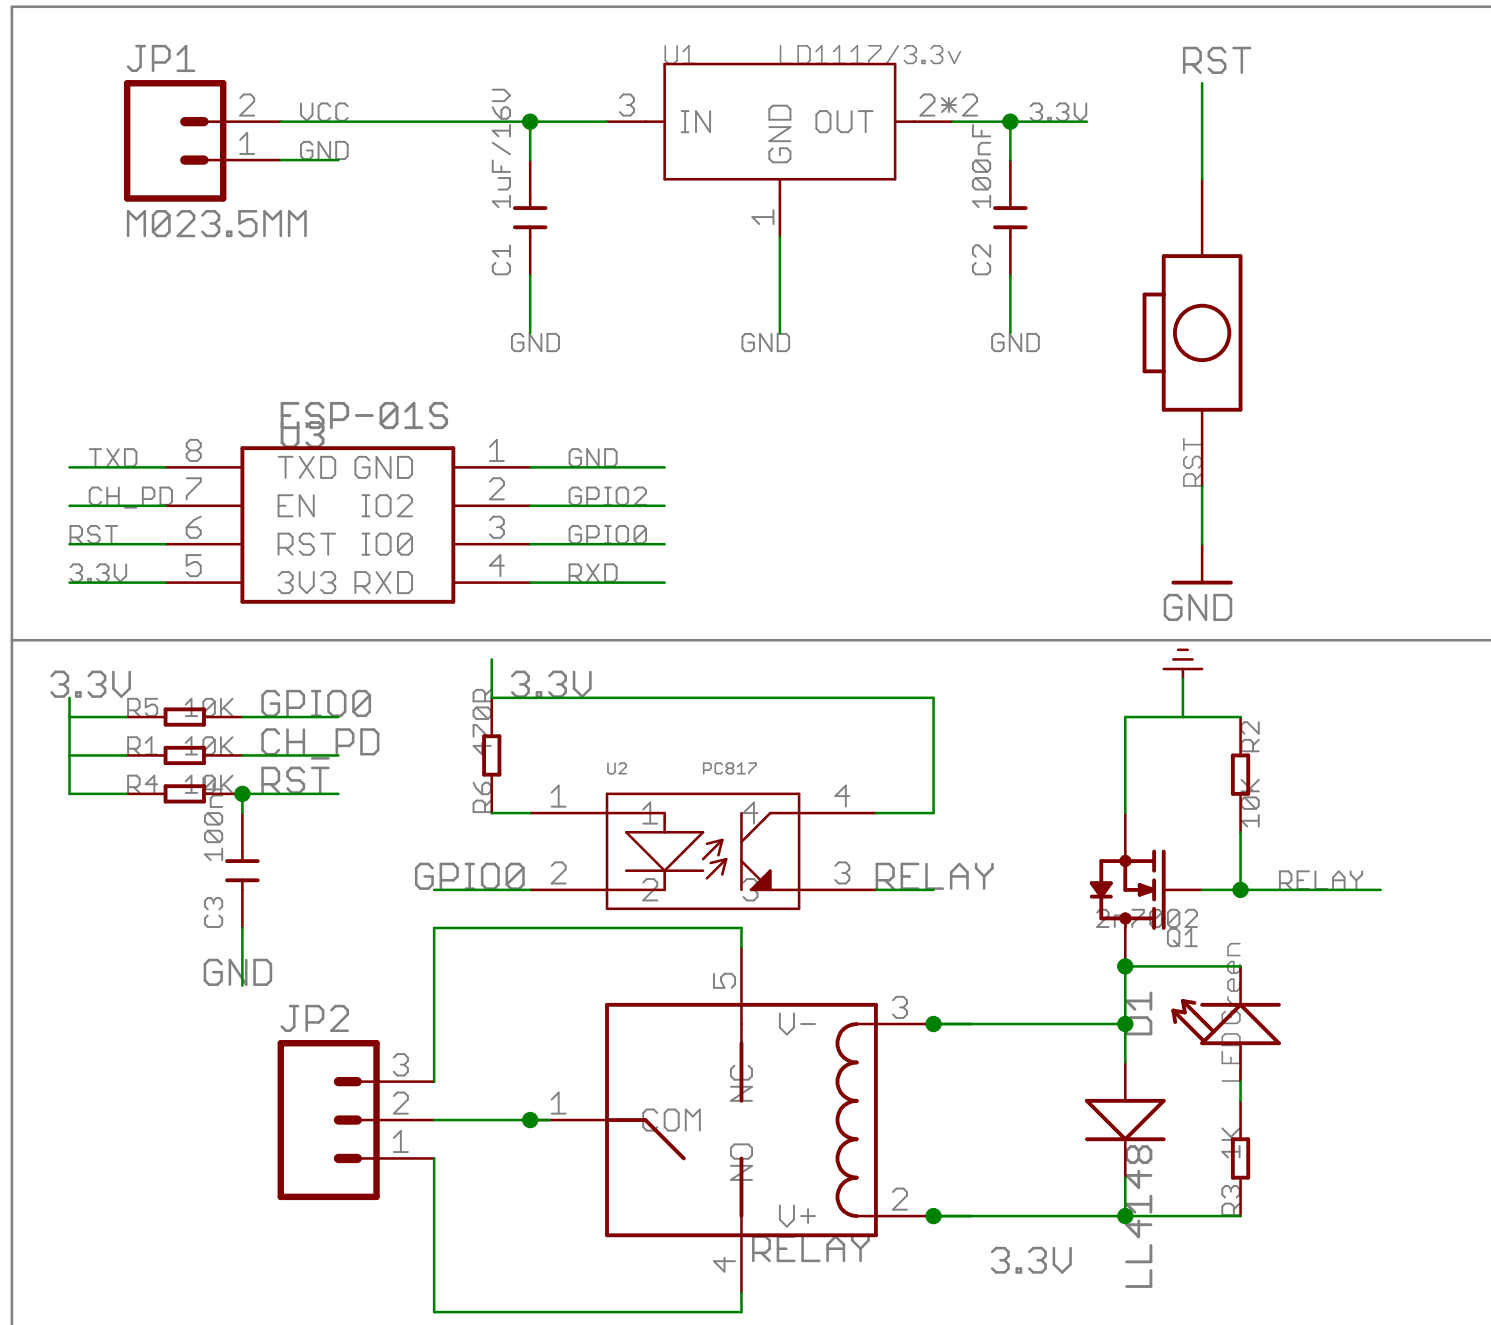 JP1
2
VCC
1
GND
M023.5MM
1uF/16V
C1
GND
U1
LD1117/3.3v
3
IN
GND
OUT
2*2
3.3V
1
GND
100nF
C2
GND
RST
RST
GND
ESP-01S
U3
TXD 8 TXD GND 1 GND
CH_PD 7 EN IO2 2 GPIO2
RST 6 RST IO0 3 GPIO0
3.3V 5 3V3 RXD 4 RXD
3.3V
R5 10K GPIO0
R1 10K CH_PD
R4 10K RST
100nF
C3
GND
3.3V
470R
R6
U2 PC817
1 1 4 4
GPIO0 2 2 3 3 RELAY
R2
10K
RELAY
2n7002
Q1
JP2
3
2
1
5
V-
3
NC
1
COM
NO
V+
2
RELAY
4
D1
LL4148
LEDGreen
1K
R3
3.3V